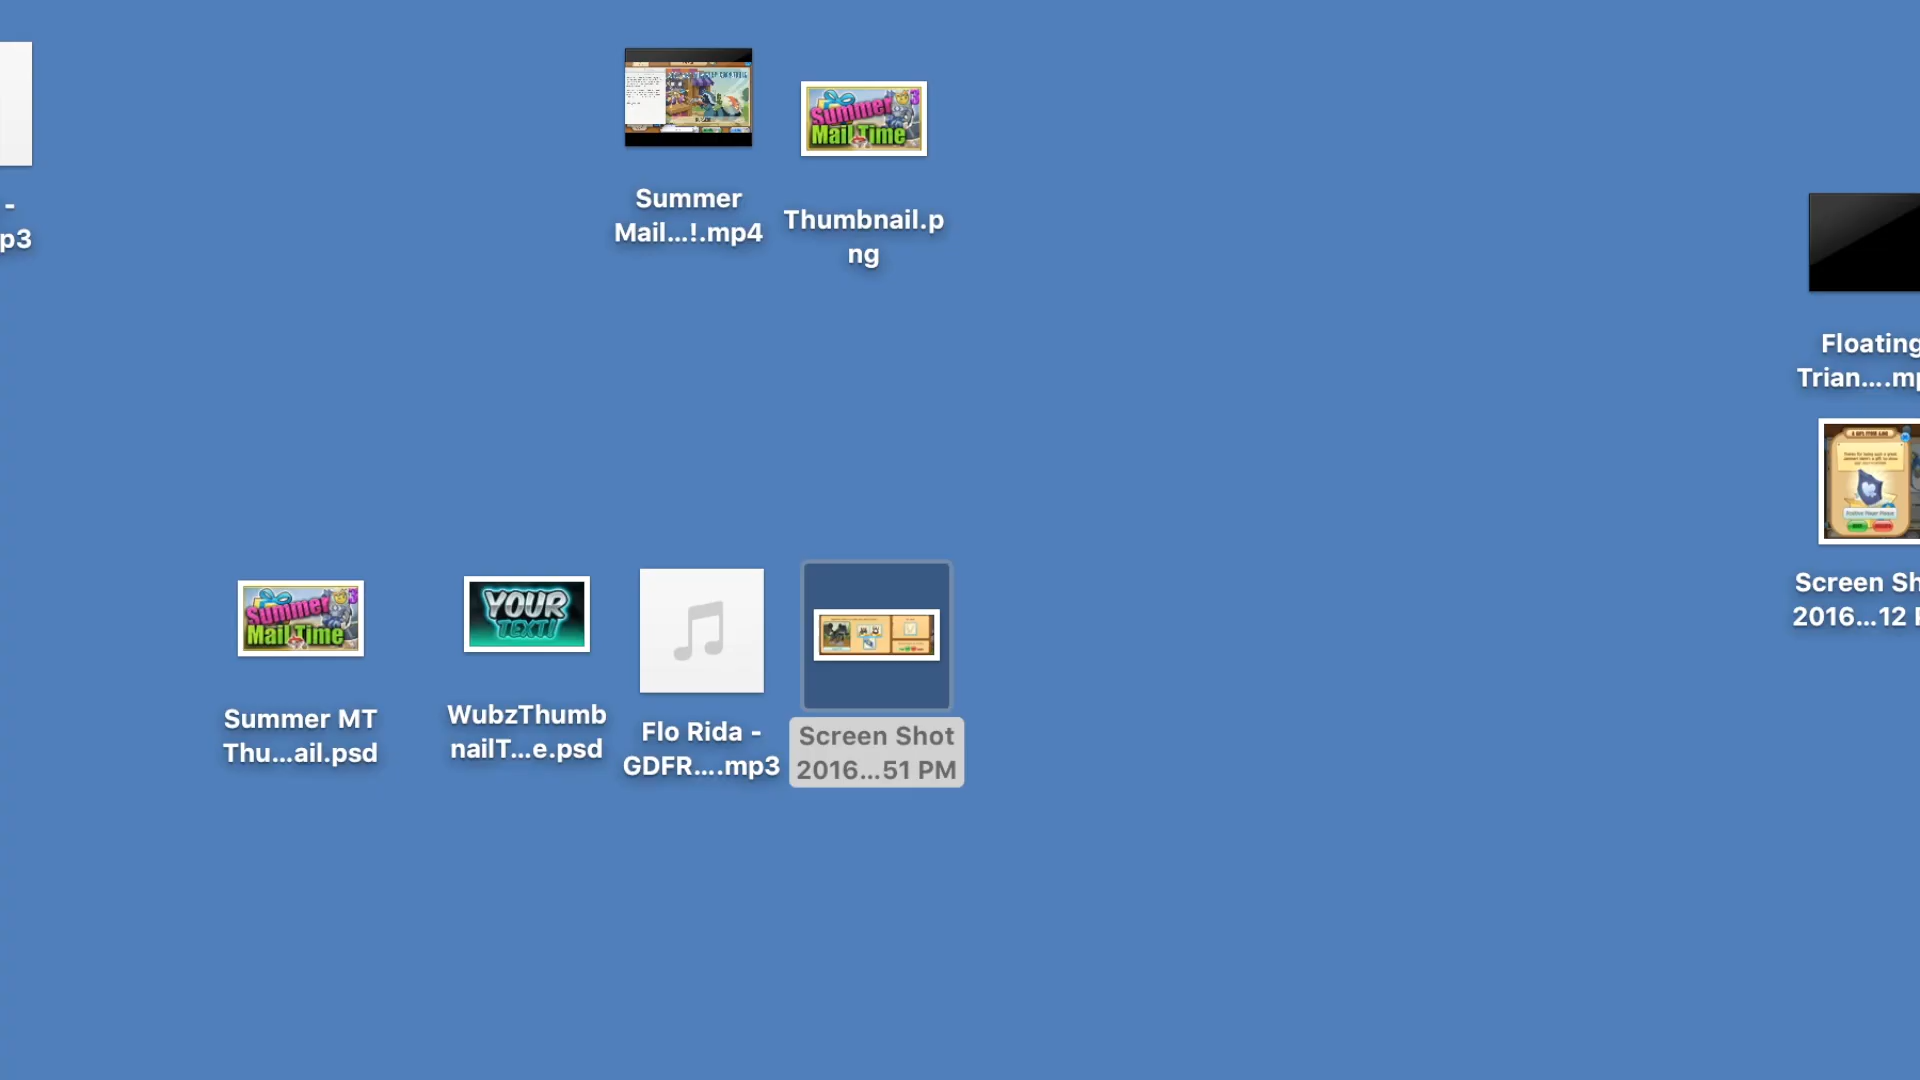 -
p3
Summer
Mail...!.mp4
Summer
Mail Time
3
Thumbnail.p
ng
Floating
Trian....mp
Screen Sh
2016...12 P
Summer
Mail Time
3
Summer MT
Thu...ail.psd
YOUR
TEXT!
WubzThumb
nailT...e.psd
Flo Rida -
GDFR....mp3
Screen Shot
2016...51 PM